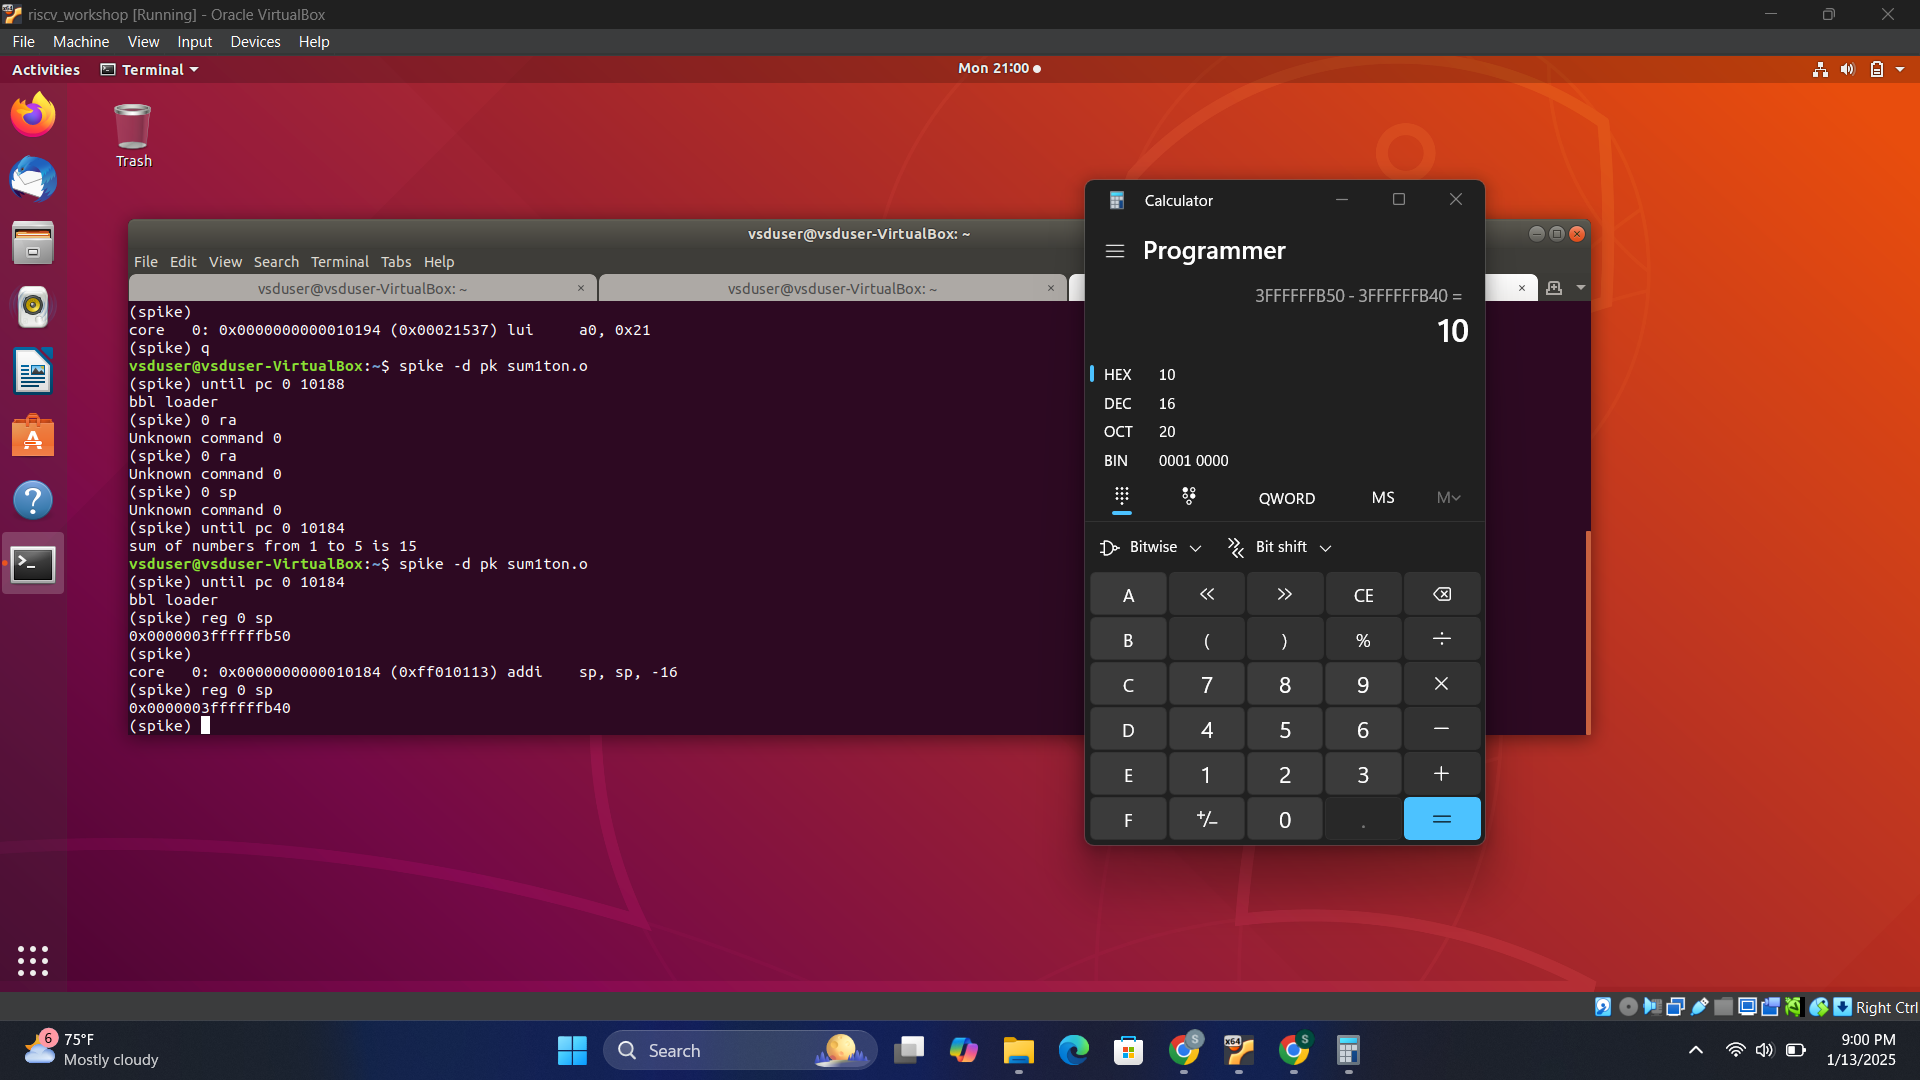 riscv_workshop [Running] - Oracle VirtualBox
File Machine View Input Devices Help
Activities Terminal Mon 21:00
Trash
vsduser@vsduser-VirtualBox: ~
File Edit View Search Terminal Tabs Help
vsduser@vsduser-VirtualBox: ~ × vsduser@vsduser-VirtualBox: ~ × ×
(spike)
core   0: 0x0000000000010194 (0x00021537) lui     a0, 0x21
(spike) q
vsduser@vsduser-VirtualBox:~$ spike -d pk sum1ton.o
(spike) until pc 0 10188
bbl loader
(spike) 0 ra
Unknown command 0
(spike) 0 ra
Unknown command 0
(spike) 0 sp
Unknown command 0
(spike) until pc 0 10184
sum of numbers from 1 to 5 is 15
vsduser@vsduser-VirtualBox:~$ spike -d pk sum1ton.o
(spike) until pc 0 10184
bbl loader
(spike) reg 0 sp
0x0000003ffffffb50
(spike)
core   0: 0x0000000000010184 (0xff010113) addi    sp, sp, -16
(spike) reg 0 sp
0x0000003ffffffb40
(spike)
Calculator
Programmer
3FFFFFFB50 - 3FFFFFFB40 =
10
HEX 10
DEC 16
OCT 20
BIN 0001 0000
QWORD MS M
Bitwise Bit shift
A « » CE
B ( ) % ÷
C 7 8 9 ×
D 4 5 6 −
E 1 2 3 +
F +/− 0 . =
Right Ctrl
6 75°F
Mostly cloudy
Search
S
x64
S
9:00 PM
1/13/2025